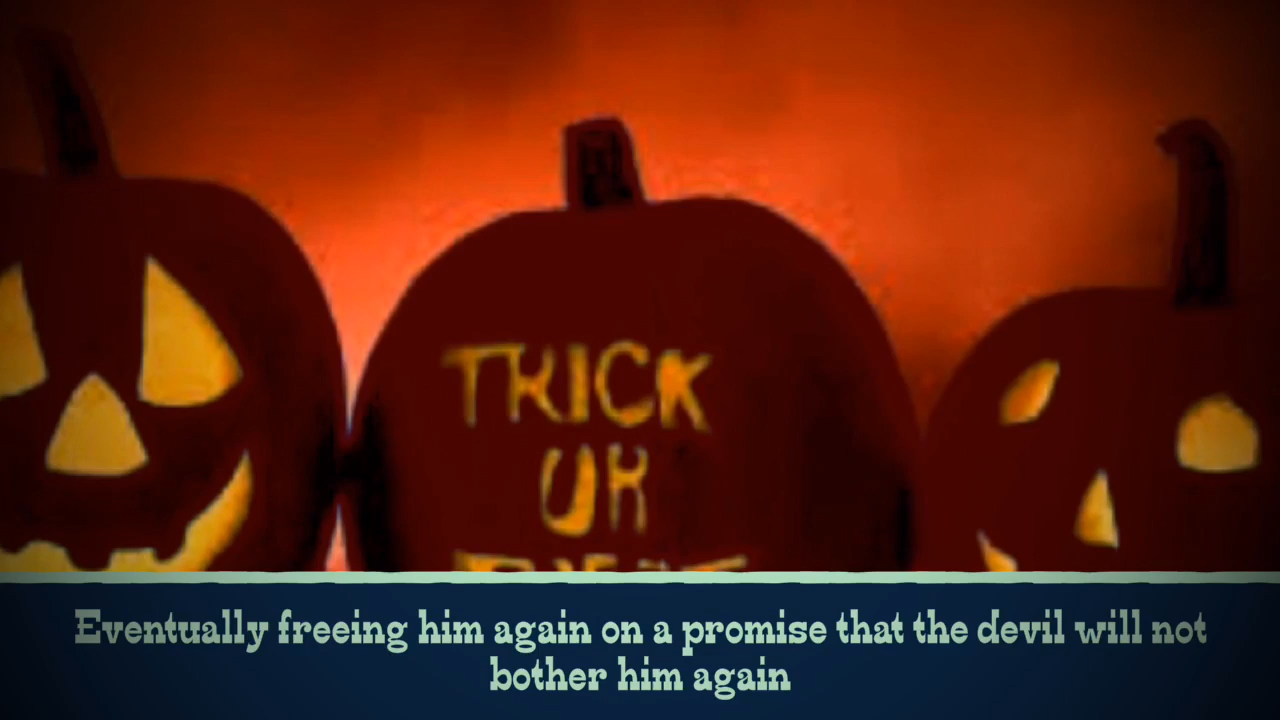 TRICK
OR
Eventually freeing him again on a promise that the devil will not
bother him again